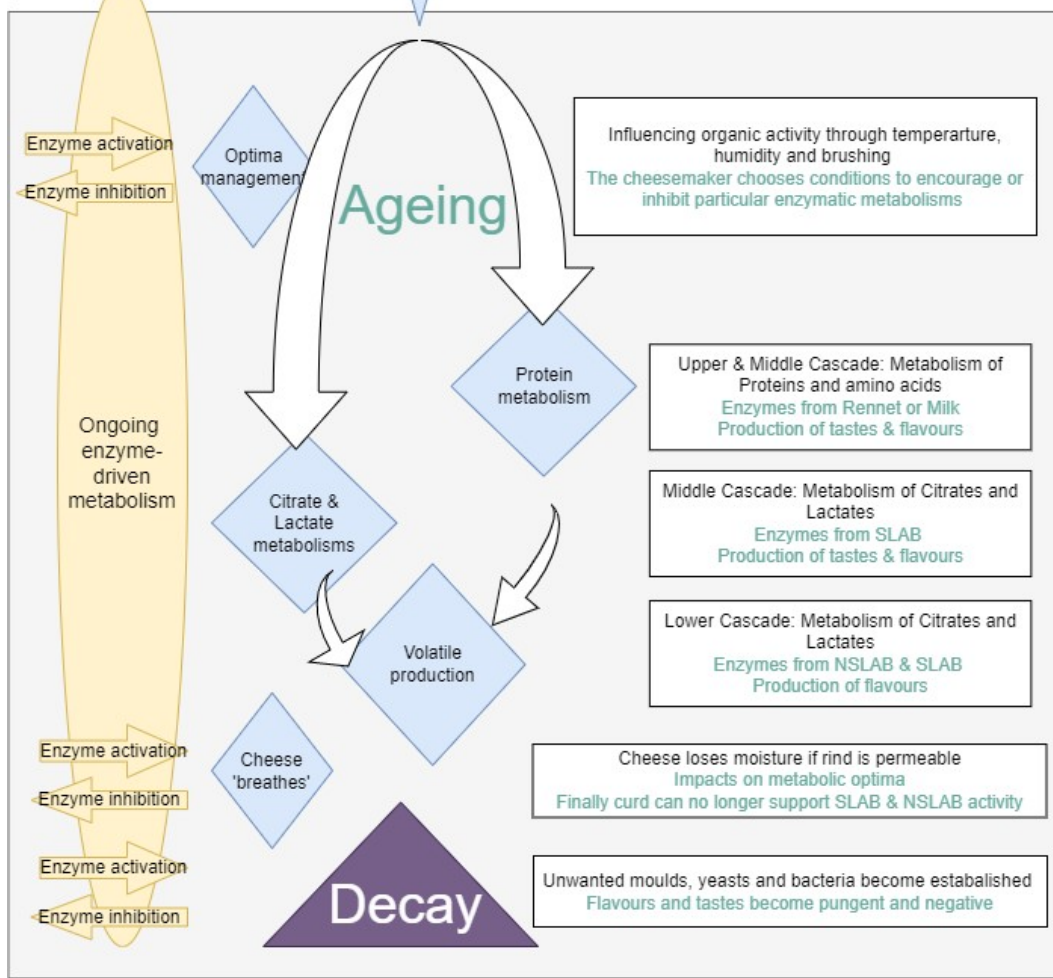 Enzyme activation
Enzyme inhibition
Optima
management
Ageing
Influencing organic activity through temperarture,
humidity and brushing
The cheesemaker chooses conditions to encourage or
inhibit particular enzymatic metabolisms
Protein
metabolism
Upper & Middle Cascade: Metabolism of
Proteins and amino acids
Enzymes from Rennet or Milk
Production of tastes & flavours
Ongoing
enzyme-
driven
metabolism
Citrate &
Lactate
metabolisms
Middle Cascade: Metabolism of Citrates and
Lactates
Enzymes from SLAB
Production of tastes & flavours
Volatile
production
Lower Cascade: Metabolism of Citrates and
Lactates
Enzymes from NSLAB & SLAB
Production of flavours
Enzyme activation
Enzyme inhibition
Cheese
'breathes'
Cheese loses moisture if rind is permeable
Impacts on metabolic optima
Finally curd can no longer support SLAB & NSLAB activity
Enzyme activation
Enzyme inhibition
Decay
Unwanted moulds, yeasts and bacteria become estabalished
Flavours and tastes become pungent and negative